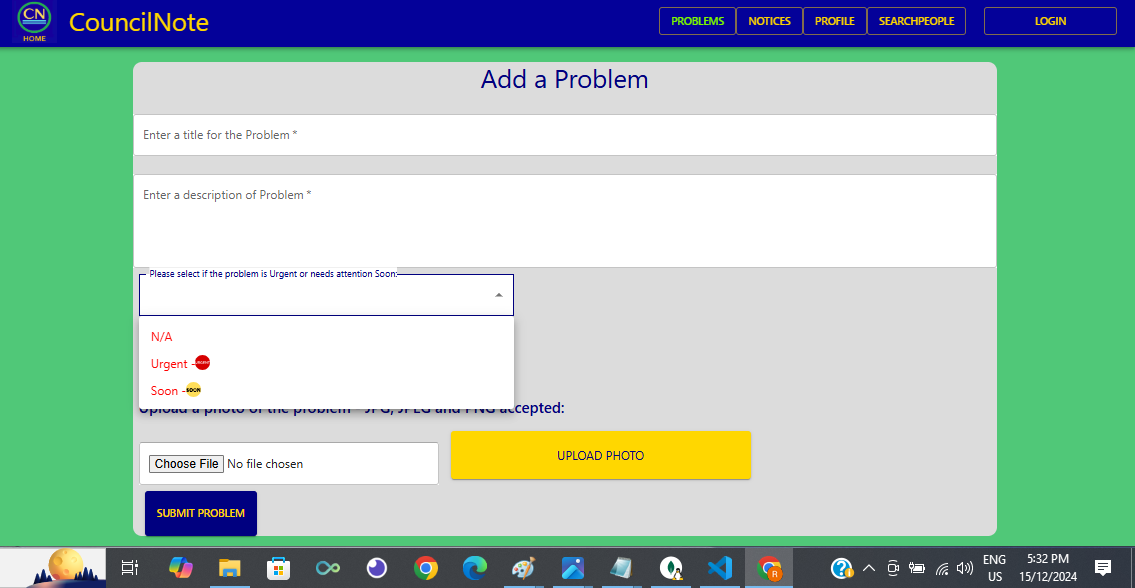 CN
HOME
CouncilNote
PROBLEMS
NOTICES
PROFILE
SEARCHPEOPLE
LOGIN
Add a Problem
Enter a title for the Problem *
Enter a description of Problem *
Please select if the problem is Urgent or needs attention Soon:
N/A
Urgent - URGENT
Soon - SOON
Upload a photo of the problem - JPG, JPEG and PNG accepted:
Choose File No file chosen
UPLOAD PHOTO
SUBMIT PROBLEM
R
ENG
US
5:32 PM
15/12/2024